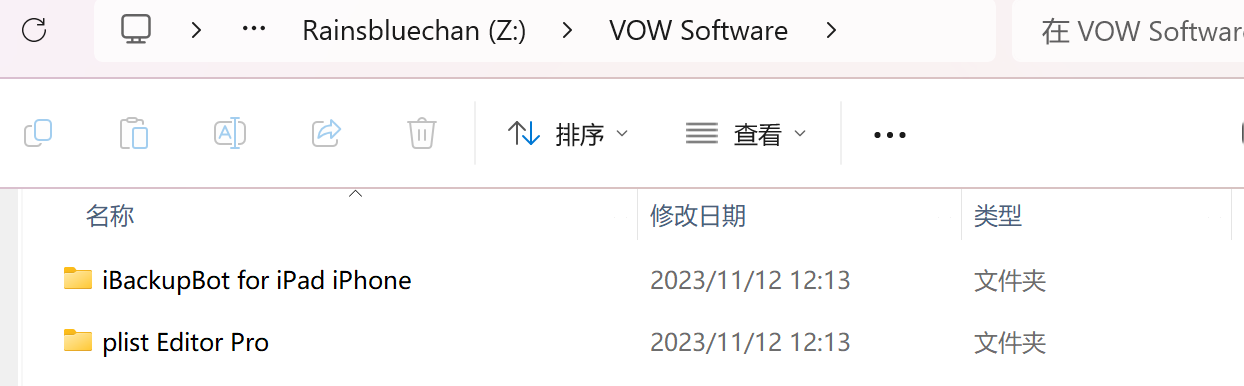 Rainsbluechan (Z:) VOW Software 在 VOW Softwar
排序 查看
名称 修改日期 类型
iBackupBot for iPad iPhone 2023/11/12 12:13 文件夹
plist Editor Pro 2023/11/12 12:13 文件夹